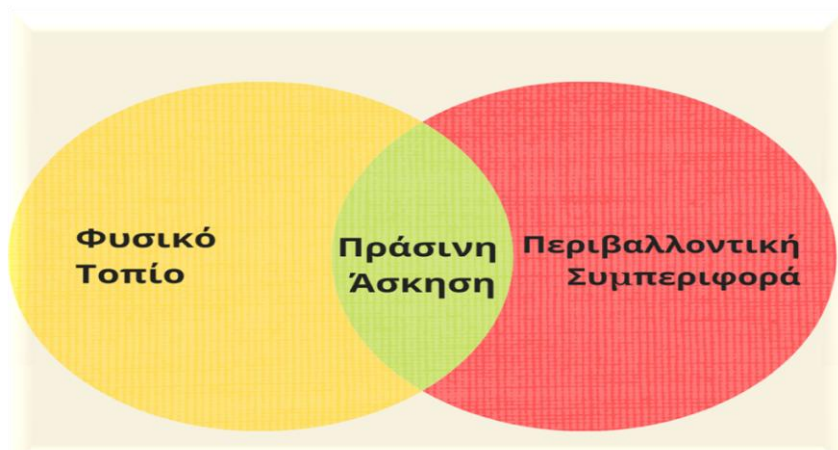 Φυσικό
Τοπίο
Πράσινη
Άσκηση
Περιβαλλοντική
Συμπεριφορά